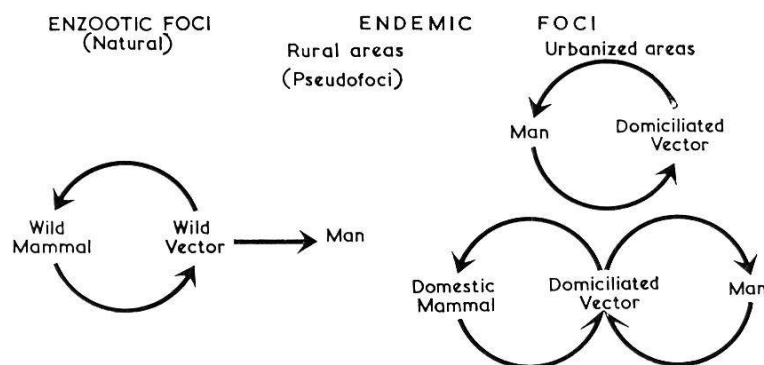 ENZOOTIC FOCI
(Natural)
ENDEMIC FOCI
Rural areas
(Pseudofoci)
Urbanized areas
Man
Domiciliated
Vector
Wild
Mammal
Wild
Vector
Man
Domestic
Mammal
Domiciliated
Vector
Man